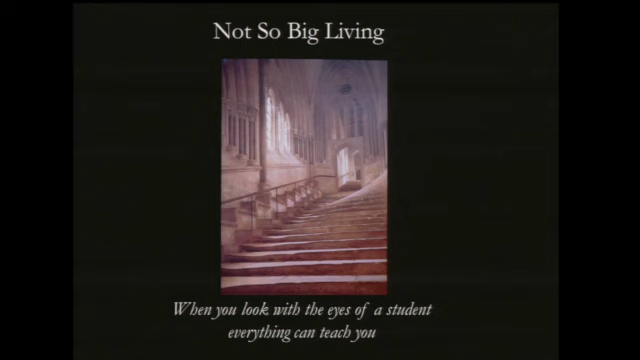 Not So Big Living
When you look with the eyes of a student
everything can teach you